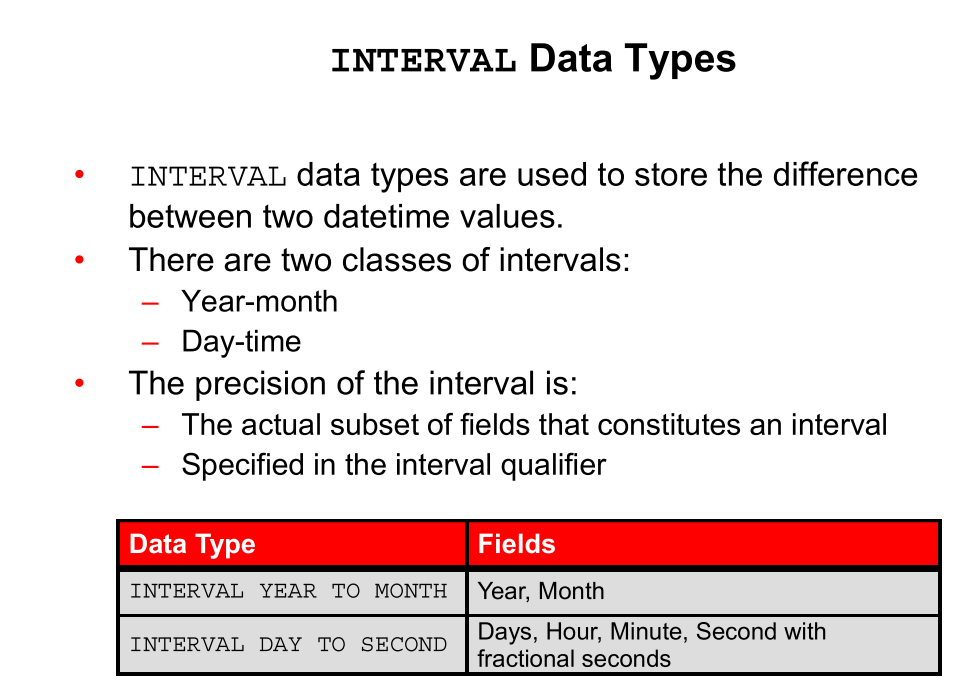 INTERVAL Data Types
• INTERVAL data types are used to store the difference
between two datetime values.
• There are two classes of intervals:
– Year-month
– Day-time
• The precision of the interval is:
– The actual subset of fields that constitutes an interval
– Specified in the interval qualifier
Data Type Fields
INTERVAL YEAR TO MONTH Year, Month
INTERVAL DAY TO SECOND Days, Hour, Minute, Second with
fractional seconds